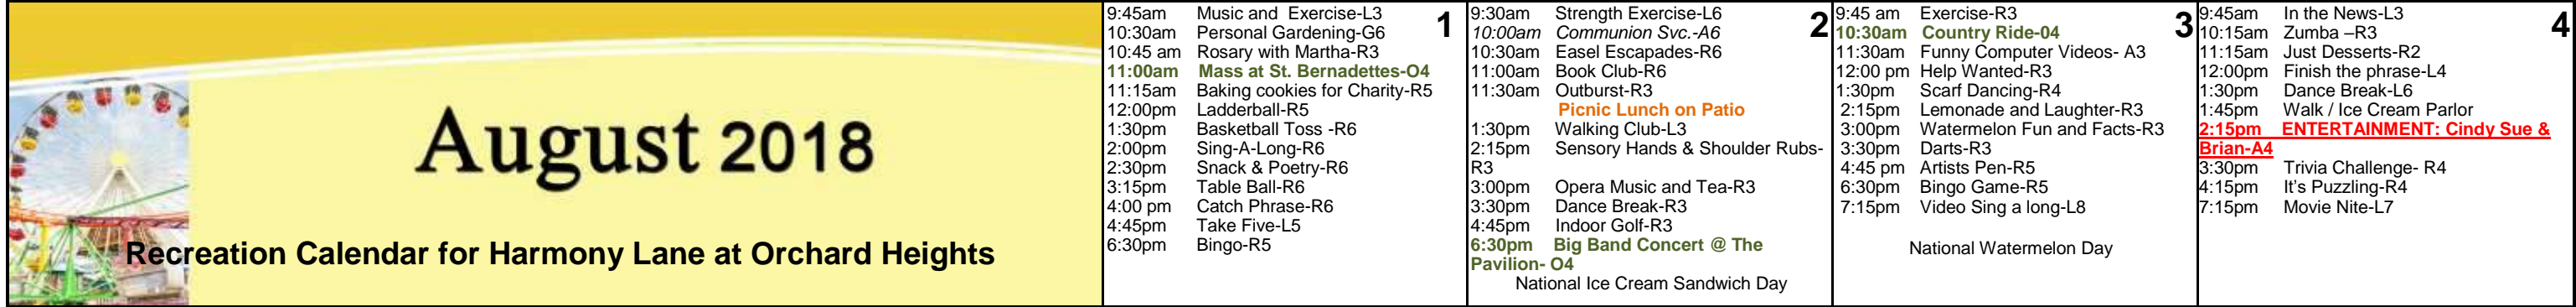 August 2018
Recreation Calendar for Harmony Lane at Orchard Heights
1
9:45am Music and Exercise-L3
10:30am Personal Gardening-G6
10:45 am Rosary with Martha-R3
11:00am Mass at St. Bernadettes-O4
11:15am Baking cookies for Charity-R5
12:00pm Ladderball-R5
1:30pm Basketball Toss -R6
2:00pm Sing-A-Long-R6
2:30pm Snack & Poetry-R6
3:15pm Table Ball-R6
4:00 pm Catch Phrase-R6
4:45pm Take Five-L5
6:30pm Bingo-R5
2
9:30am Strength Exercise-L6
10:00am Communion Svc.-A6
10:30am Easel Escapades-R6
11:00am Book Club-R6
11:30am Outburst-R3
Picnic Lunch on Patio
1:30pm Walking Club-L3
2:15pm Sensory Hands & Shoulder Rubs-
R3
3:00pm Opera Music and Tea-R3
3:30pm Dance Break-R3
4:45pm Indoor Golf-R3
6:30pm Big Band Concert @ The
Pavilion- O4
National Ice Cream Sandwich Day
3
9:45 am Exercise-R3
10:30am Country Ride-04
11:30am Funny Computer Videos- A3
12:00 pm Help Wanted-R3
1:30pm Scarf Dancing-R4
2:15pm Lemonade and Laughter-R3
3:00pm Watermelon Fun and Facts-R3
3:30pm Darts-R3
4:45 pm Artists Pen-R5
6:30pm Bingo Game-R5
7:15pm Video Sing a long-L8
National Watermelon Day
4
9:45am In the News-L3
10:15am Zumba –R3
11:15am Just Desserts-R2
12:00pm Finish the phrase-L4
1:30pm Dance Break-L6
1:45pm Walk / Ice Cream Parlor
2:15pm ENTERTAINMENT: Cindy Sue &
Brian-A4
3:30pm Trivia Challenge- R4
4:15pm It’s Puzzling-R4
7:15pm Movie Nite-L7